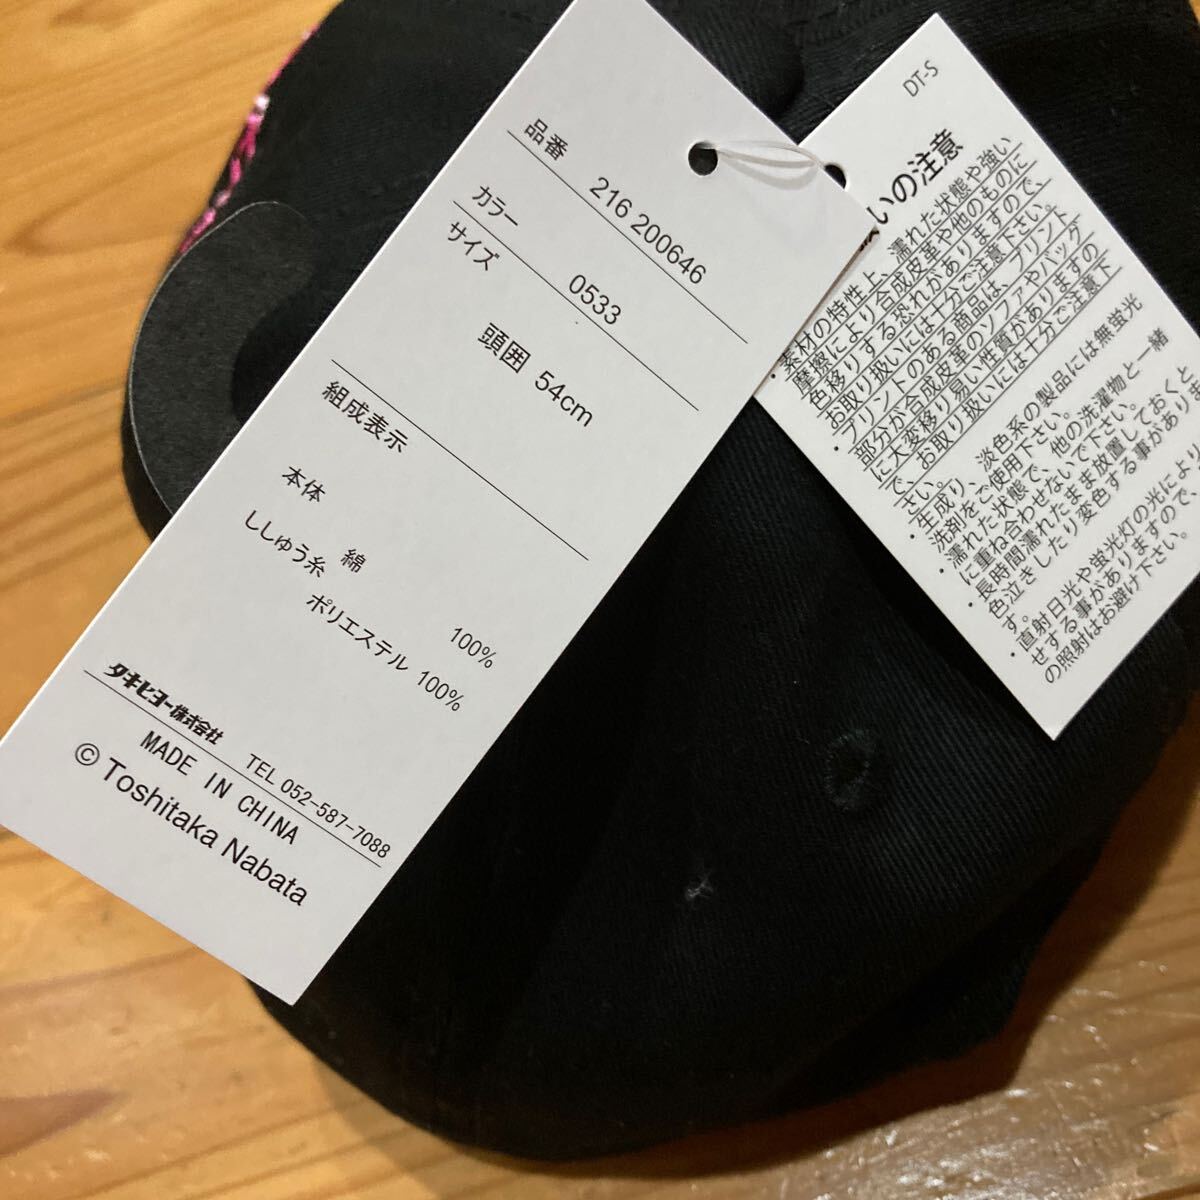 品番
216 200646
カラー
0533
サイズ
頭囲 54cm
組成表示
本体
綿 100%
ししゅう糸
ポリエステル 100%
タキヒヨー株式会社
TEL 052-587-7088
MADE IN CHINA
© Toshitaka Nabata
DT-S
いの注意
・素材の特性上、濡れた状態や強い
摩擦により合成皮革や他のものに
色移りする恐れがありますので、
お取り扱いには十分ご注意下さい。
・プリントのある商品は、プリント
部分が合成皮革のソファやバッグ
に大変移り易い性質がありますの
でお取り扱いには十分ご注意下
さい。
・生成り、淡色系の製品には無蛍光
洗剤をご使用下さい。
・濡れた状態で、他の洗濯物と一緒
に重ね合わせないで下さい。
・長時間濡れたまま放置しておくと
色泣きしたり変色する事がありま
す。
・直射日光や蛍光灯の光により
せする事がありますので、
の照射はお避け下さい。